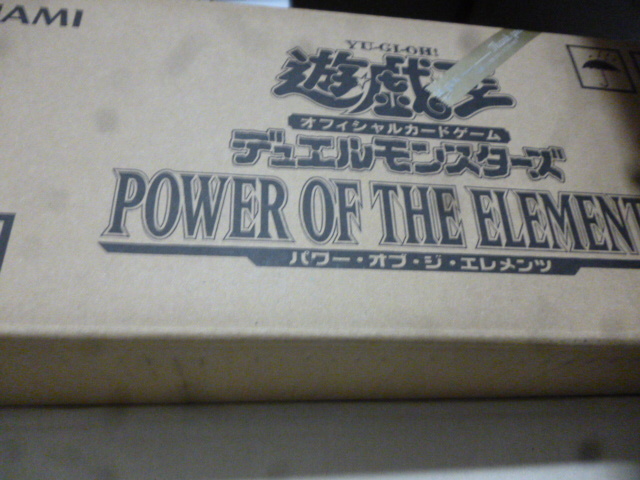 NAMI
YU-GI-OH!
遊戯王
オフィシャルカードゲーム
デュエルモンスターズ
POWER OF THE ELEMENT
パワー・オブ・ジ・エレメンツ